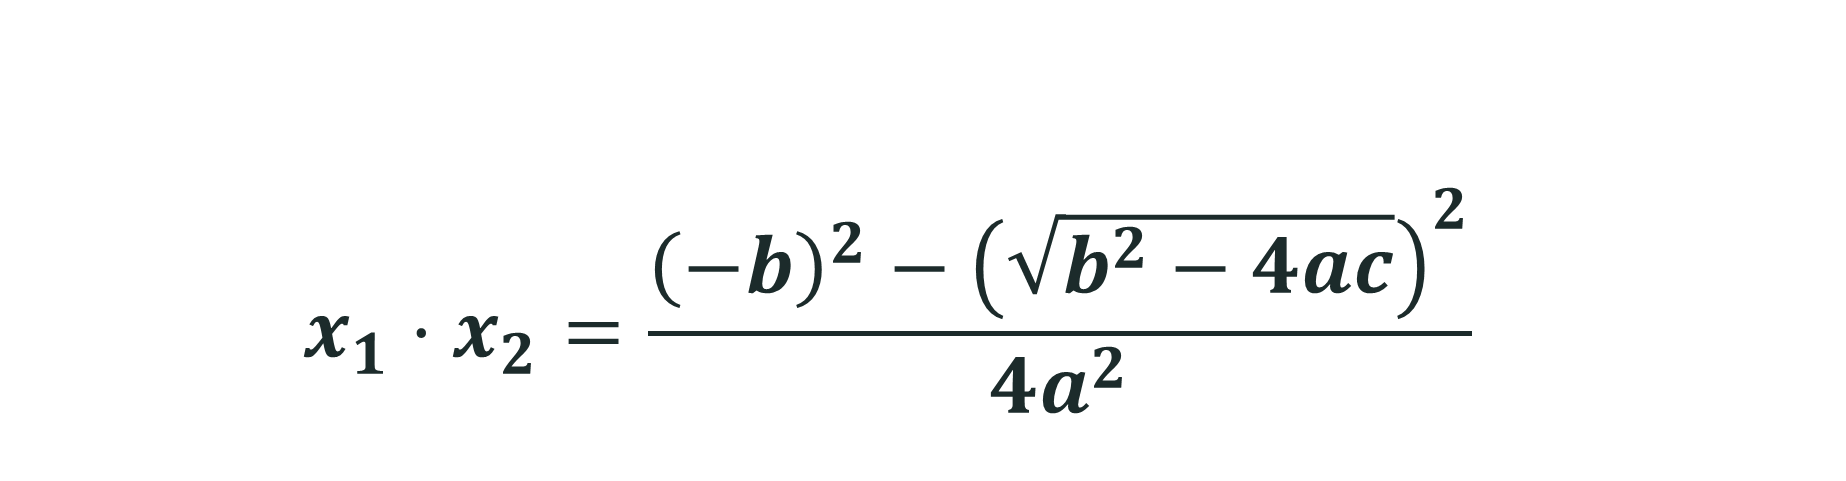 x₁ · x₂ = ((−b)² − (√(b² − 4ac))²) / (4a²)